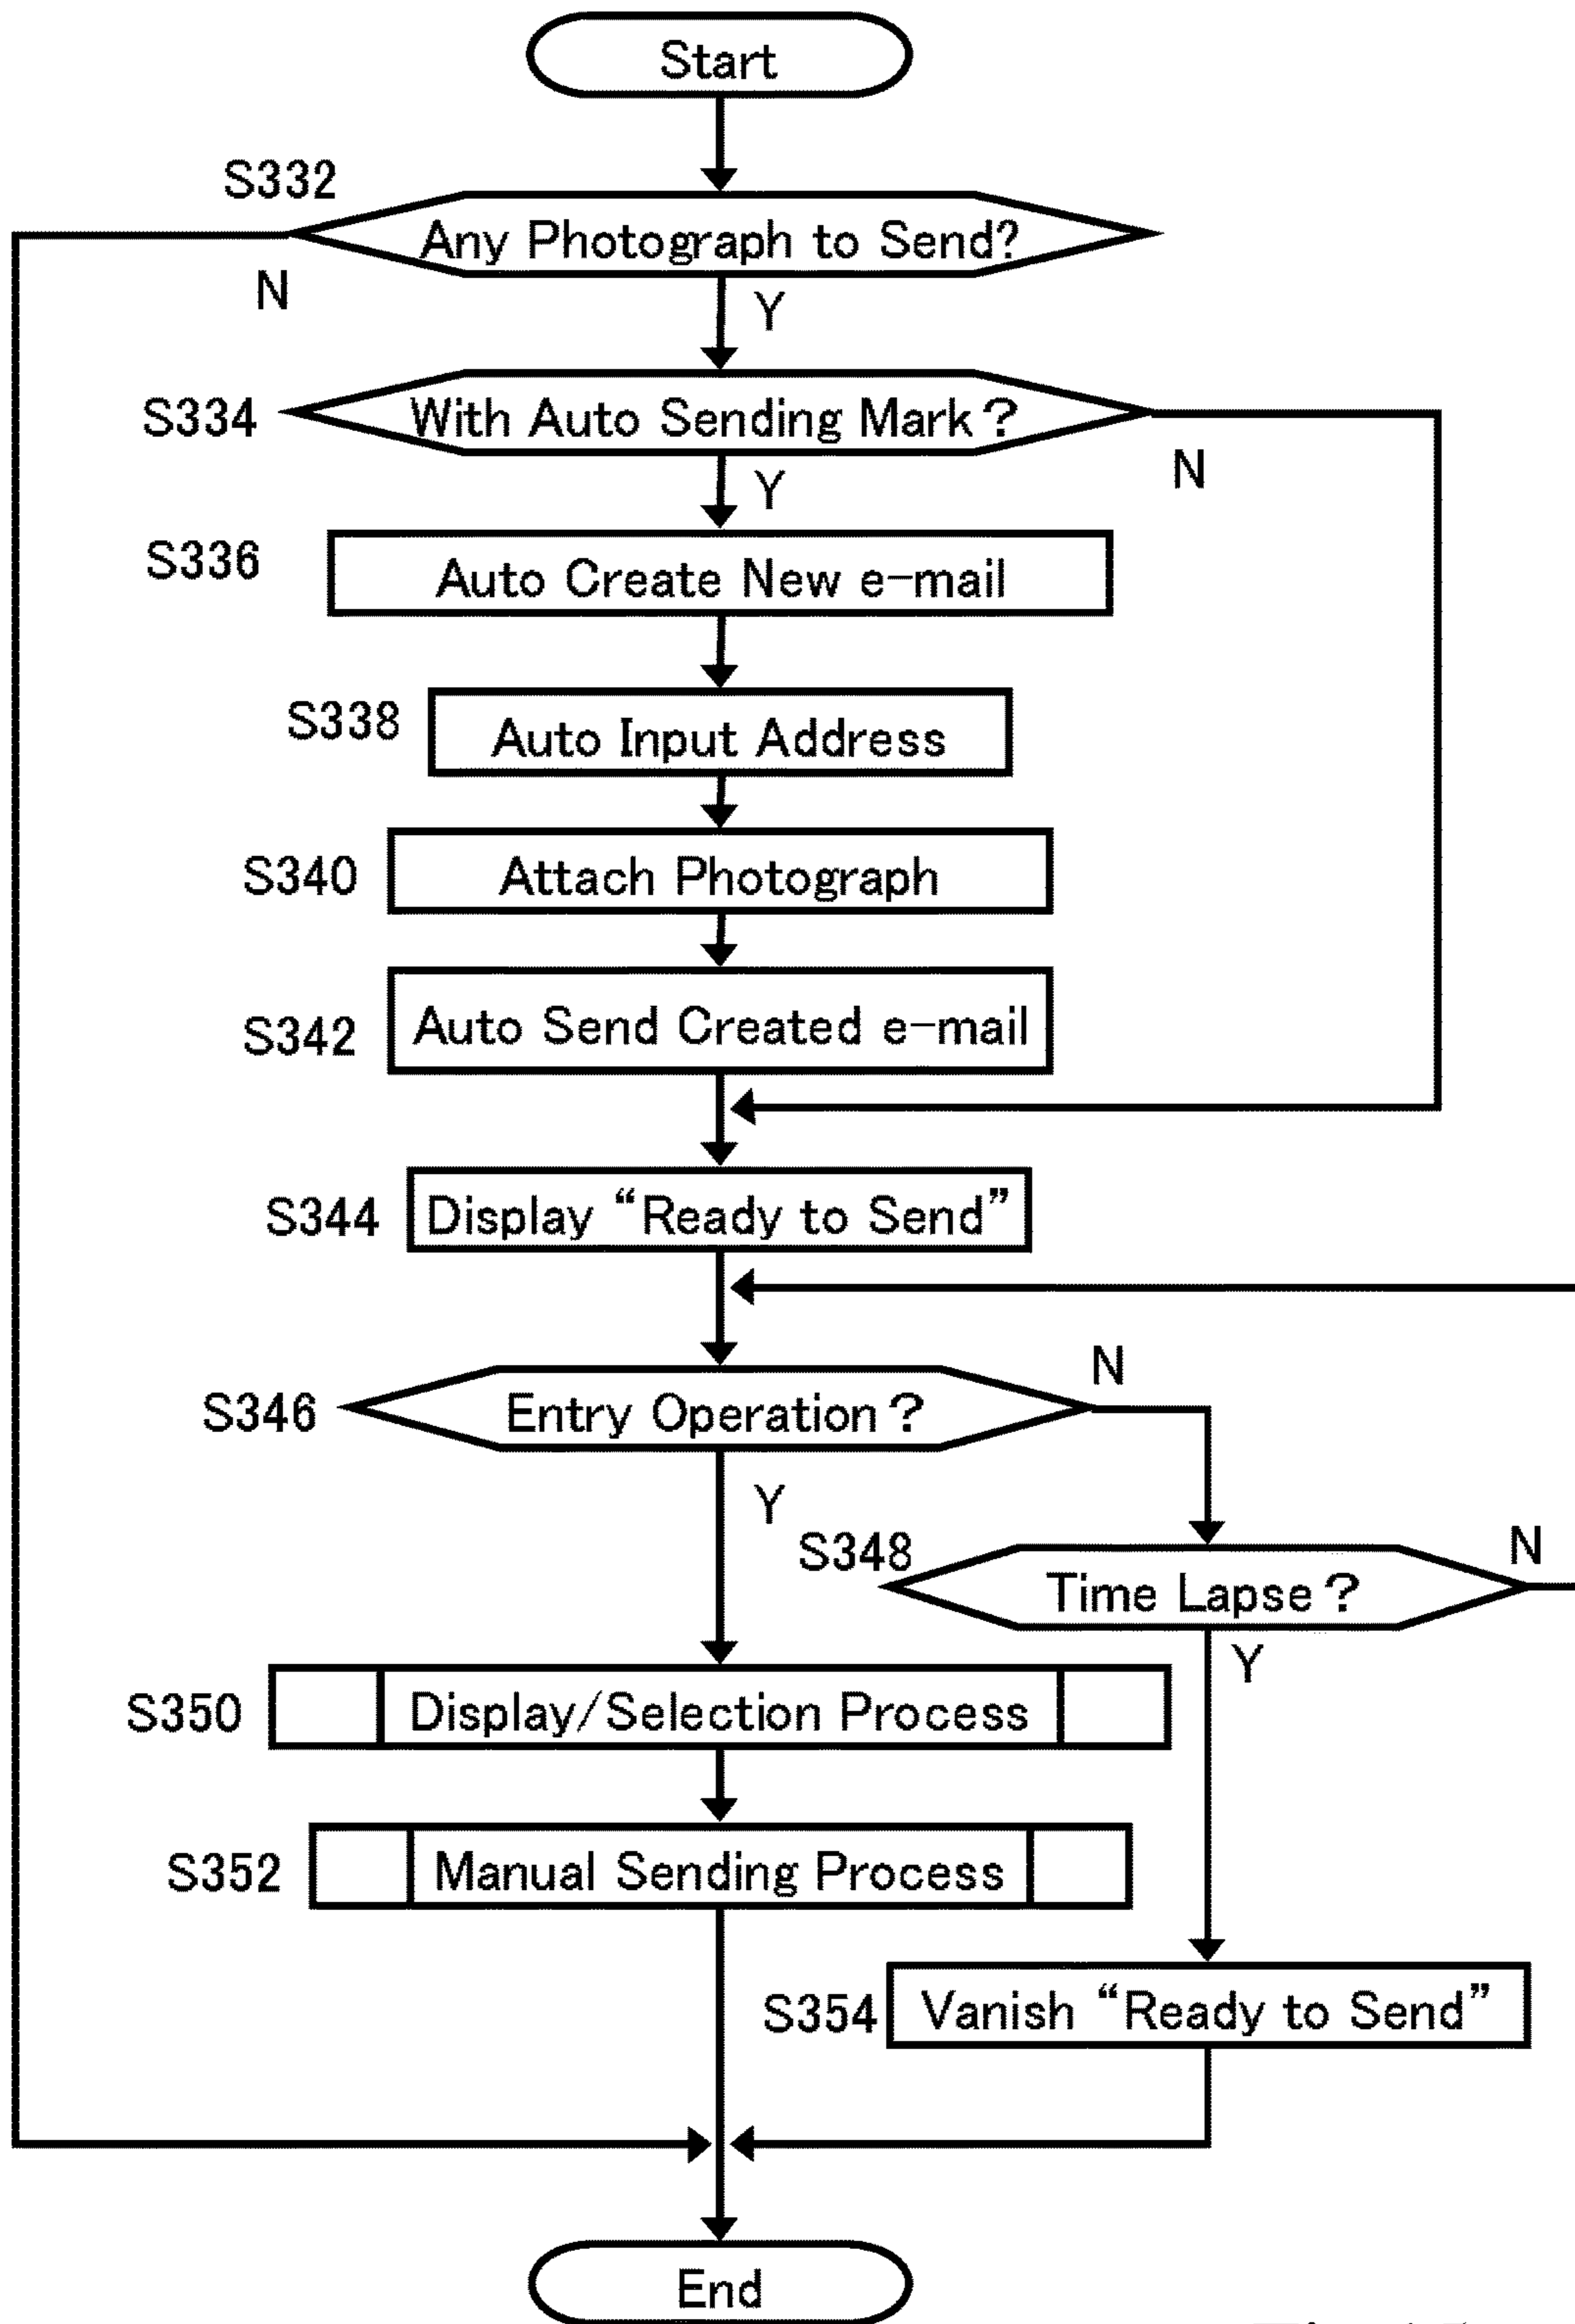 Start
S332
Any Photograph to Send?
N
Y
S334
With Auto Sending Mark?
Y
N
S336
Auto Create New e-mail
S338
Auto Input Address
S340
Attach Photograph
S342
Auto Send Created e-mail
S344
Display “Ready to Send”
S346
Entry Operation?
N
Y
S348
Time Lapse?
N
Y
S350
Display/Selection Process
S352
Manual Sending Process
S354
Vanish “Ready to Send”
End